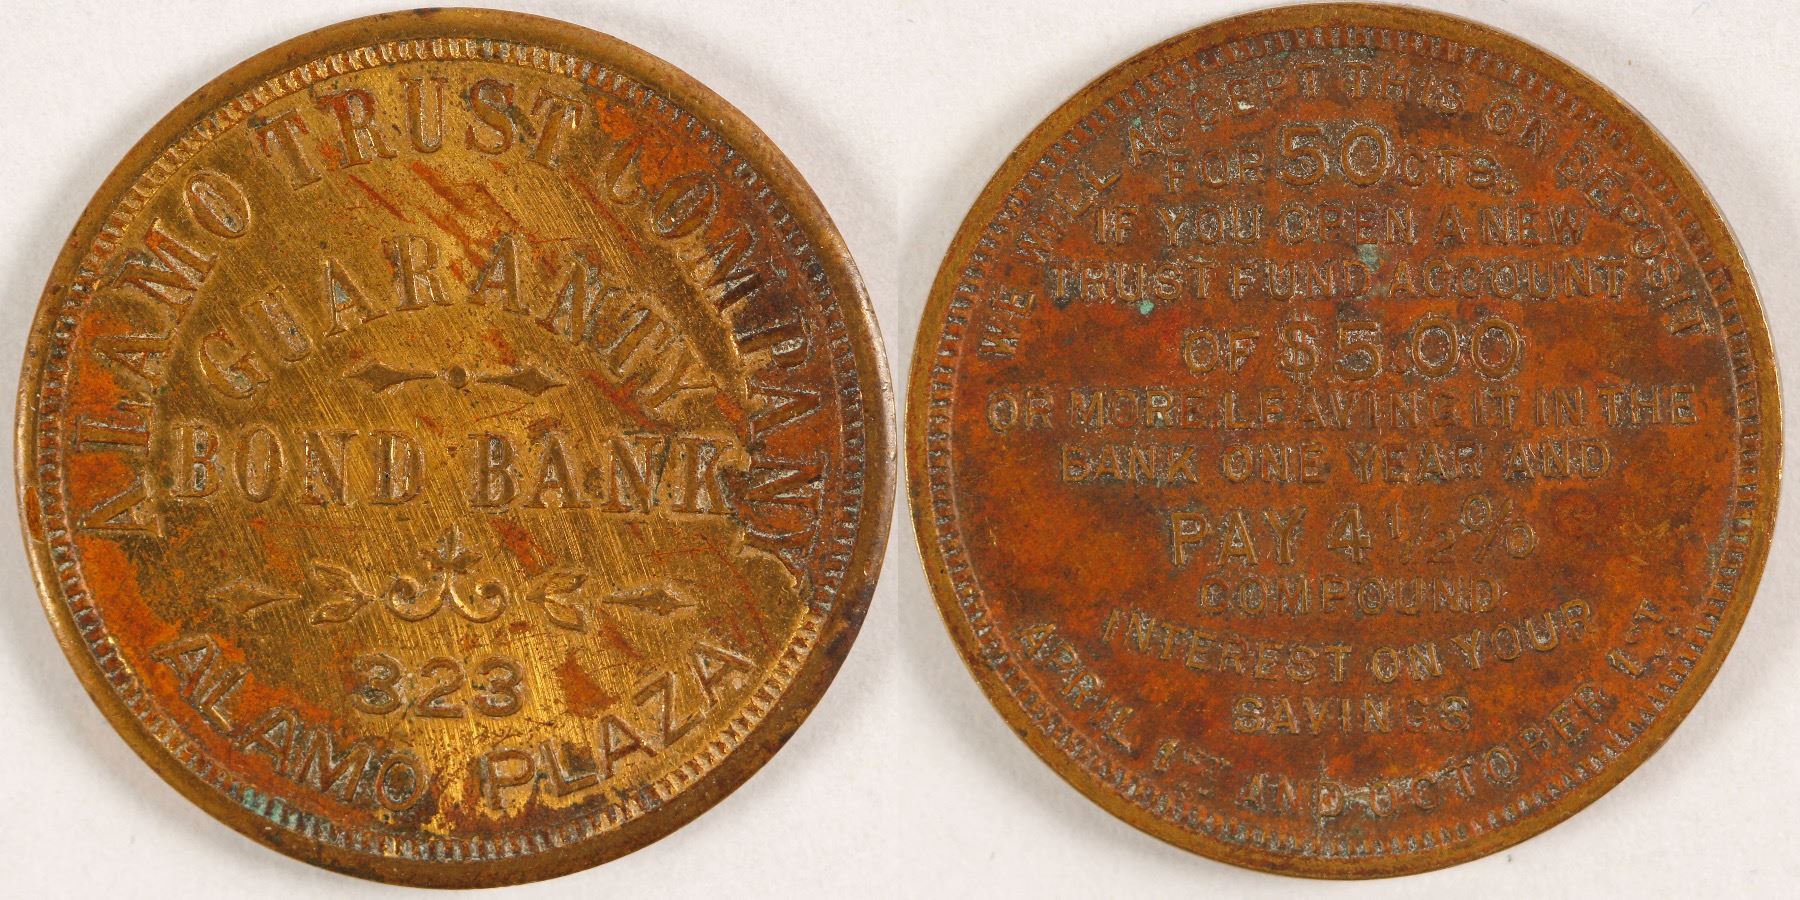 ALAMO TRUST COMPANY
GUARANTY
BOND BANK
323
ALAMO PLAZA
WE WILL ACCEPT THIS ON DEPOSIT
FOR 50 CTS.
IF YOU OPEN A NEW
TRUST FUND ACCOUNT
OF $5.00
OR MORE LEAVING IT IN THE
BANK ONE YEAR AND
PAY 4 1/2 %
COMPOUND
INTEREST ON YOUR
SAVINGS
APRIL 1ST AND OCTOBER 1ST.